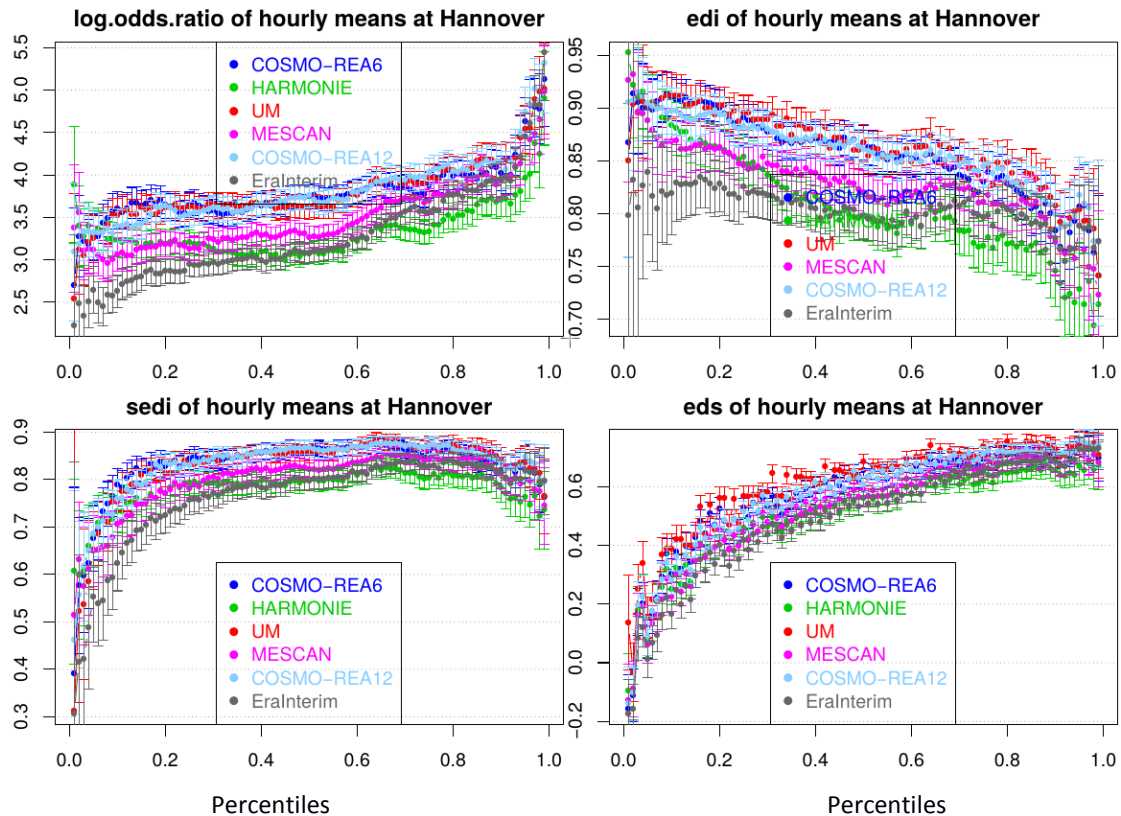 log.odds.ratio of hourly means at Hannover
5.5
5.0
4.5
4.0
3.5
3.0
2.5
COSMO−REA6
HARMONIE
UM
MESCAN
COSMO−REA12
EraInterim
0.0 0.2 0.4 0.6 0.8 1.0
edi of hourly means at Hannover
0.95
0.90
0.85
0.80
0.75
0.70
COSMO−REA6
UM
MESCAN
COSMO−REA12
EraInterim
0.0 0.2 0.4 0.6 0.8 1.0
sedi of hourly means at Hannover
0.9
0.8
0.7
0.6
0.5
0.4
0.3
COSMO−REA6
HARMONIE
UM
MESCAN
COSMO−REA12
EraInterim
0.0 0.2 0.4 0.6 0.8 1.0
Percentiles
eds of hourly means at Hannover
0.6
0.4
0.2
0.0
−0.2
COSMO−REA6
HARMONIE
UM
MESCAN
COSMO−REA12
EraInterim
0.0 0.2 0.4 0.6 0.8 1.0
Percentiles